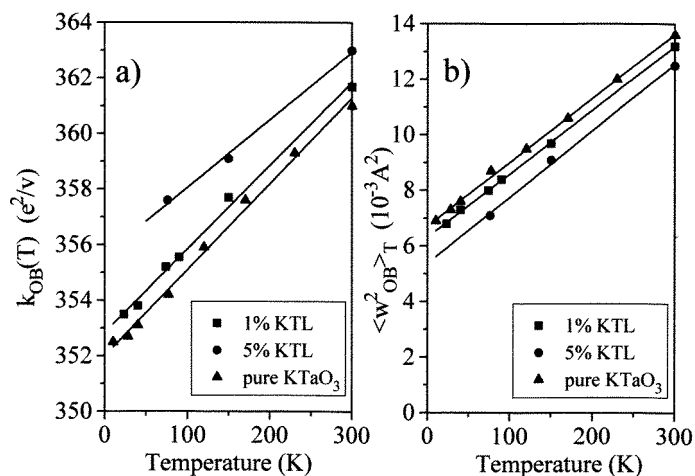 364
362
360
358
356
354
352
350
k_OB(T) (e²/v)
a)
1% KTL
5% KTL
pure KTaO₃
0 100 200 300
Temperature (K)
14
12
10
8
6
4
2
0
<w²_OB>_T (10⁻³A²)
b)
1% KTL
5% KTL
pure KTaO₃
0 100 200 300
Temperature (K)